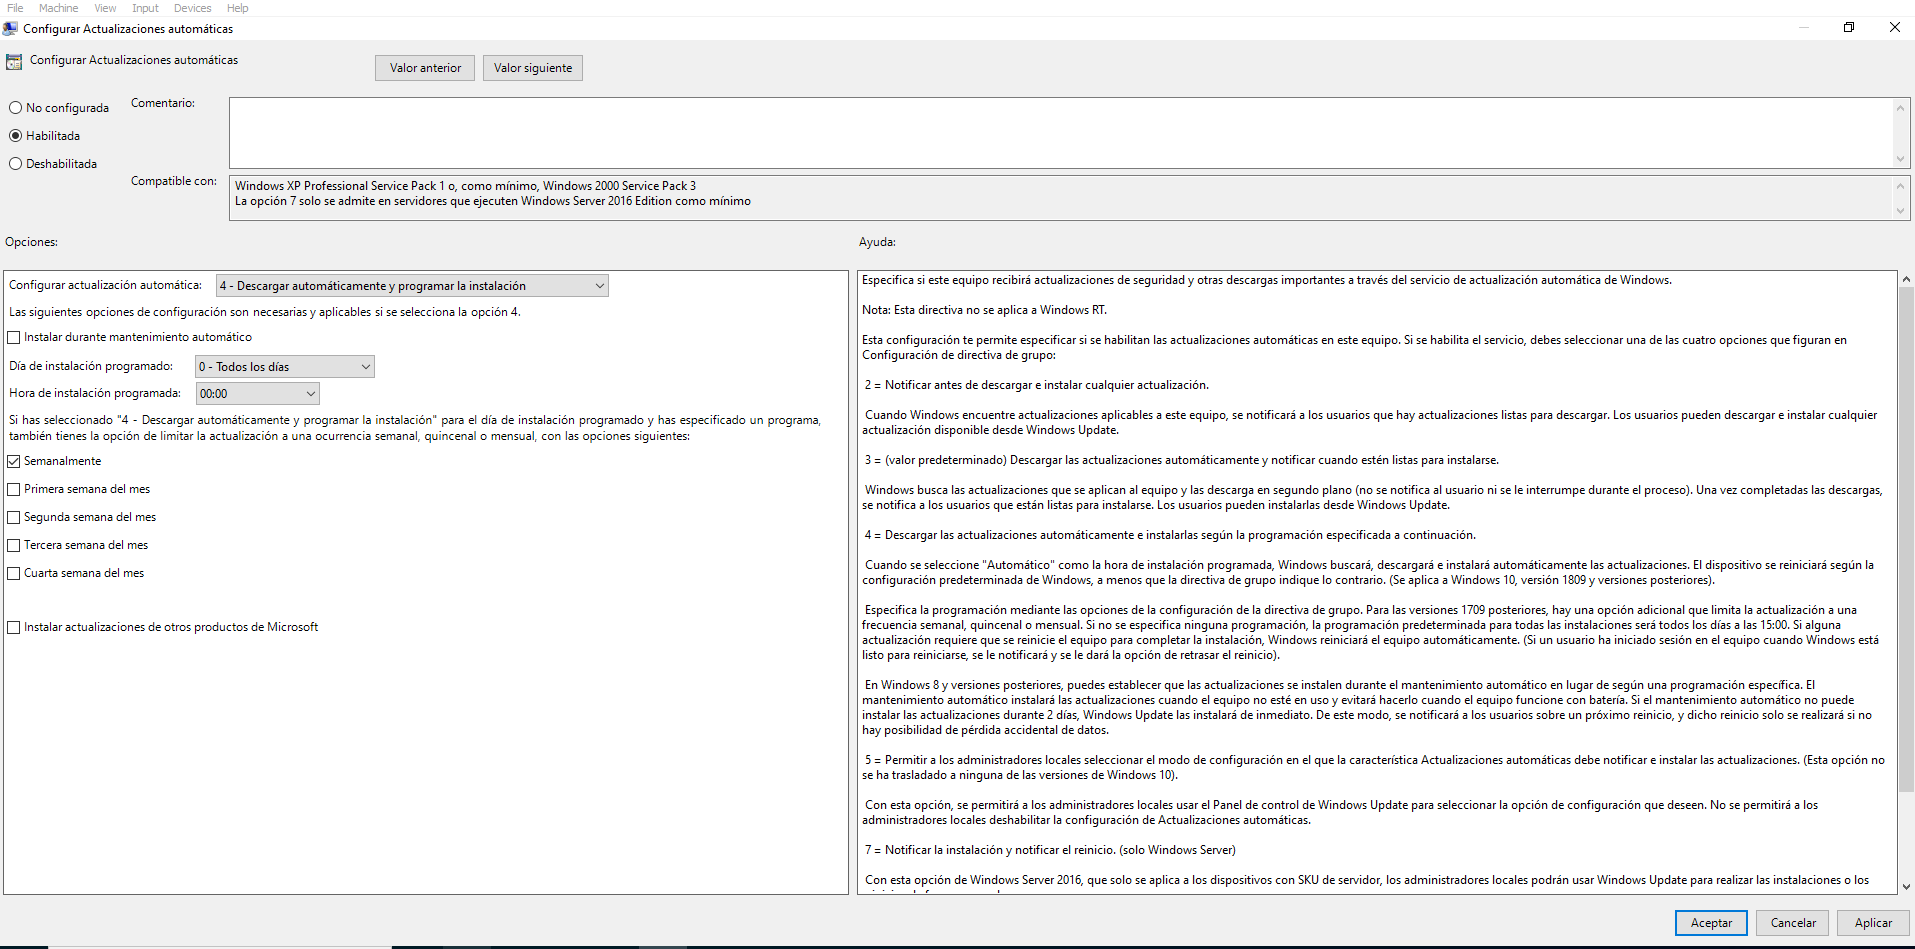 File Machine View Input Devices Help
Configurar Actualizaciones automáticas
Configurar Actualizaciones automáticas
Valor anterior
Valor siguiente
No configurada
Habilitada
Deshabilitada
Comentario:
Compatible con:
Windows XP Professional Service Pack 1 o, como mínimo, Windows 2000 Service Pack 3
La opción 7 solo se admite en servidores que ejecuten Windows Server 2016 Edition como mínimo
Opciones:
Configurar actualización automática: 4 - Descargar automáticamente y programar la instalación
Las siguientes opciones de configuración son necesarias y aplicables si se selecciona la opción 4.
Instalar durante mantenimiento automático
Día de instalación programado: 0 - Todos los días
Hora de instalación programada: 00:00
Si has seleccionado "4 - Descargar automáticamente y programar la instalación" para el día de instalación programado y has especificado un programa,
también tienes la opción de limitar la actualización a una ocurrencia semanal, quincenal o mensual, con las opciones siguientes:
Semanalmente
Primera semana del mes
Segunda semana del mes
Tercera semana del mes
Cuarta semana del mes
Instalar actualizaciones de otros productos de Microsoft
Ayuda:
Especifica si este equipo recibirá actualizaciones de seguridad y otras descargas importantes a través del servicio de actualización automática de Windows.
Nota: Esta directiva no se aplica a Windows RT.
Esta configuración te permite especificar si se habilitan las actualizaciones automáticas en este equipo. Si se habilita el servicio, debes seleccionar una de las cuatro opciones que figuran en
Configuración de directiva de grupo:
2 = Notificar antes de descargar e instalar cualquier actualización.
Cuando Windows encuentre actualizaciones aplicables a este equipo, se notificará a los usuarios que hay actualizaciones listas para descargar. Los usuarios pueden descargar e instalar cualquier
actualización disponible desde Windows Update.
3 = (valor predeterminado) Descargar las actualizaciones automáticamente y notificar cuando estén listas para instalarse.
Windows busca las actualizaciones que se aplican al equipo y las descarga en segundo plano (no se notifica al usuario ni se le interrumpe durante el proceso). Una vez completadas las descargas,
se notifica a los usuarios que están listas para instalarse. Los usuarios pueden instalarlas desde Windows Update.
4 = Descargar las actualizaciones automáticamente e instalarlas según la programación especificada a continuación.
Cuando se seleccione "Automático" como la hora de instalación programada, Windows buscará, descargará e instalará automáticamente las actualizaciones. El dispositivo se reiniciará según la
configuración predeterminada de Windows, a menos que la directiva de grupo indique lo contrario. (Se aplica a Windows 10, versión 1809 y versiones posteriores).
Especifica la programación mediante las opciones de la configuración de la directiva de grupo. Para las versiones 1709 posteriores, hay una opción adicional que limita la actualización a una
frecuencia semanal, quincenal o mensual. Si no se especifica ninguna programación, la programación predeterminada para todas las instalaciones será todos los días a las 15:00. Si alguna
actualización requiere que se reinicie el equipo para completar la instalación, Windows reiniciará el equipo automáticamente. (Si un usuario ha iniciado sesión en el equipo cuando Windows está
listo para reiniciarse, se le notificará y se le dará la opción de retrasar el reinicio).
En Windows 8 y versiones posteriores, puedes establecer que las actualizaciones se instalen durante el mantenimiento automático en lugar de según una programación específica. El
mantenimiento automático instalará las actualizaciones cuando el equipo no esté en uso y evitará hacerlo cuando el equipo funcione con batería. Si el mantenimiento automático no puede
instalar las actualizaciones durante 2 días, Windows Update las instalará de inmediato. De este modo, se notificará a los usuarios sobre un próximo reinicio, y dicho reinicio solo se realizará si no
hay posibilidad de pérdida accidental de datos.
5 = Permitir a los administradores locales seleccionar el modo de configuración en el que la característica Actualizaciones automáticas debe notificar e instalar las actualizaciones. (Esta opción no
se ha trasladado a ninguna de las versiones de Windows 10).
Con esta opción, se permitirá a los administradores locales usar el Panel de control de Windows Update para seleccionar la opción de configuración que deseen. No se permitirá a los
administradores locales deshabilitar la configuración de Actualizaciones automáticas.
7 = Notificar la instalación y notificar el reinicio. (solo Windows Server)
Con esta opción de Windows Server 2016, que solo se aplica a los dispositivos con SKU de servidor, los administradores locales podrán usar Windows Update para realizar las instalaciones o los
Aceptar
Cancelar
Aplicar